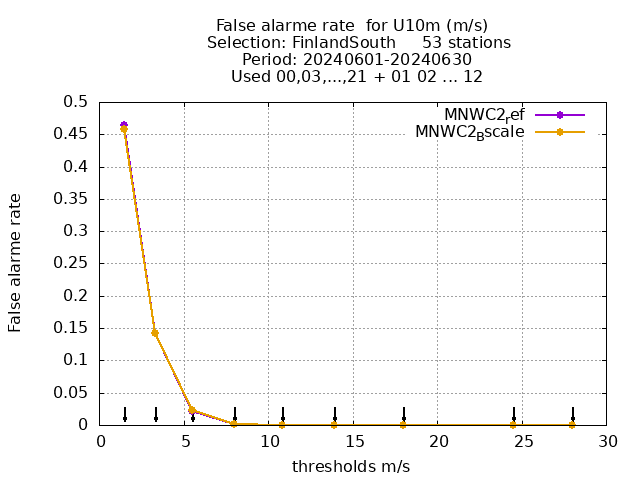 False alarme rate  for U10m (m/s)
Selection: FinlandSouth     53 stations
Period: 20240601-20240630
Used 00,03,...,21 + 01 02 ... 12
MNWC2ref
MNWC2Bscale
0.5
0.45
0.4
0.35
0.3
0.25
0.2
0.15
0.1
0.05
0
False alarme rate
0 5 10 15 20 25 30
thresholds m/s